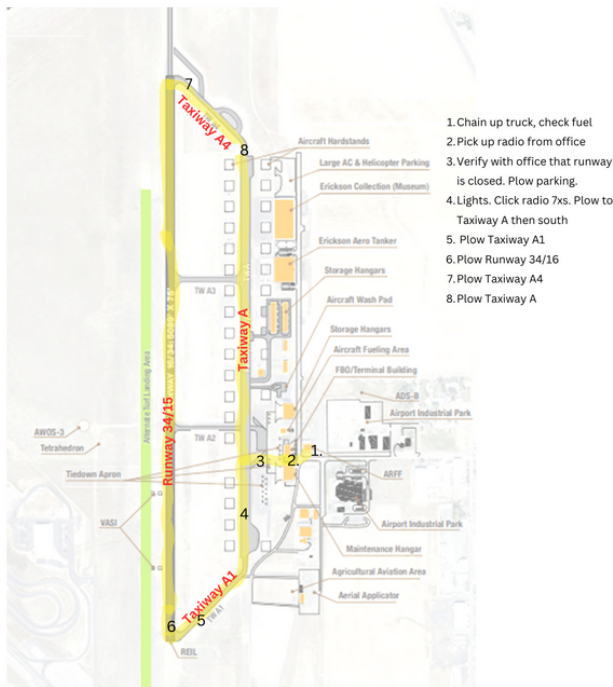 7
Taxiway A4
8
Aircraft Hardstands
Large AC & Helicopter Parking
Erickson Collection (Museum)
Erickson Aero Tanker
TW A3
Storage Hangars
Taxiway A
Aircraft Wash Pad
Storage Hangars
Aircraft Fueling Area
FBO/Terminal Building
Alternate Turf Landing Area
Runway 34/15
ADS-B
Airport Industrial Park
AWOS-3
Tetrahedron
TW A2
1.
3
2.
Tiedown Apron
ARFF
VASI
4
Airport Industrial Park
Maintenance Hangar
Agricultural Aviation Area
Aerial Applicator
Taxiway A1
TW A1
5
6
REIL
1. Chain up truck, check fuel
2. Pick up radio from office
3. Verify with office that runway
is closed. Plow parking.
4. Lights. Click radio 7xs. Plow to
Taxiway A then south
5. Plow Taxiway A1
6. Plow Runway 34/16
7. Plow Taxiway A4
8. Plow Taxiway A